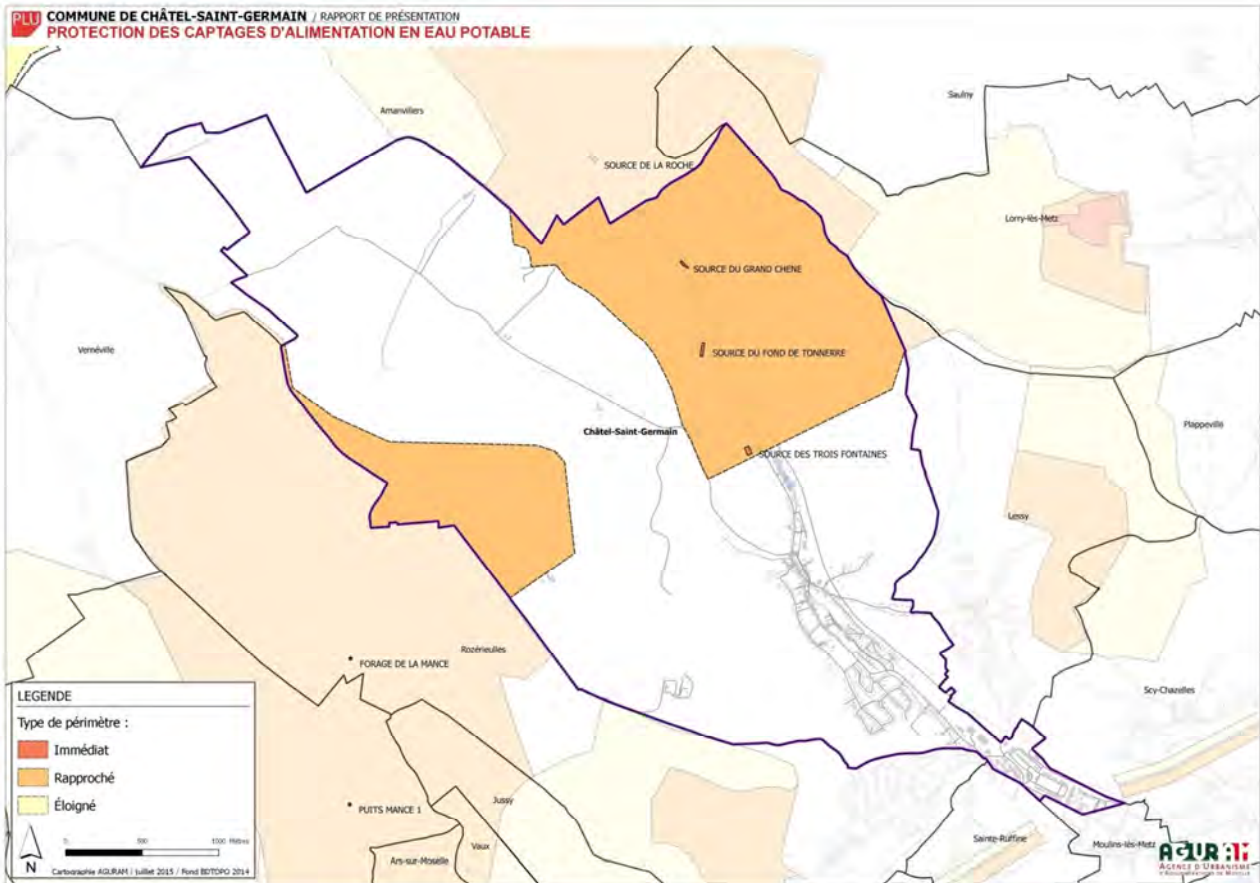 PLU COMMUNE DE CHÂTEL-SAINT-GERMAIN / RAPPORT DE PRÉSENTATION
PROTECTION DES CAPTAGES D'ALIMENTATION EN EAU POTABLE
Amanvillers
Saulny
SOURCE DE LA ROCHE
Lorry-lès-Metz
SOURCE DU GRAND CHENE
Vernéville
SOURCE DU FOND DE TONNERRE
Plappeville
Châtel-Saint-Germain
SOURCE DES TROIS FONTAINES
Lessy
Rozérieulles
FORAGE DE LA MANCE
Scy-Chazelles
LEGENDE
Type de périmètre :
Immédiat
Rapproché
Éloigné
Jussy
PUITS MANCE 1
Vaux
Sainte-Ruffine
Moulins-lès-Metz
Ars-sur-Moselle
0 500 1000 Mètres
N
Cartographie AGURAM / juillet 2015 / Fond BDTOPO 2014
AGURAM
AGENCE D'URBANISME
D'AGGLOMÉRATIONS DE MOSELLE